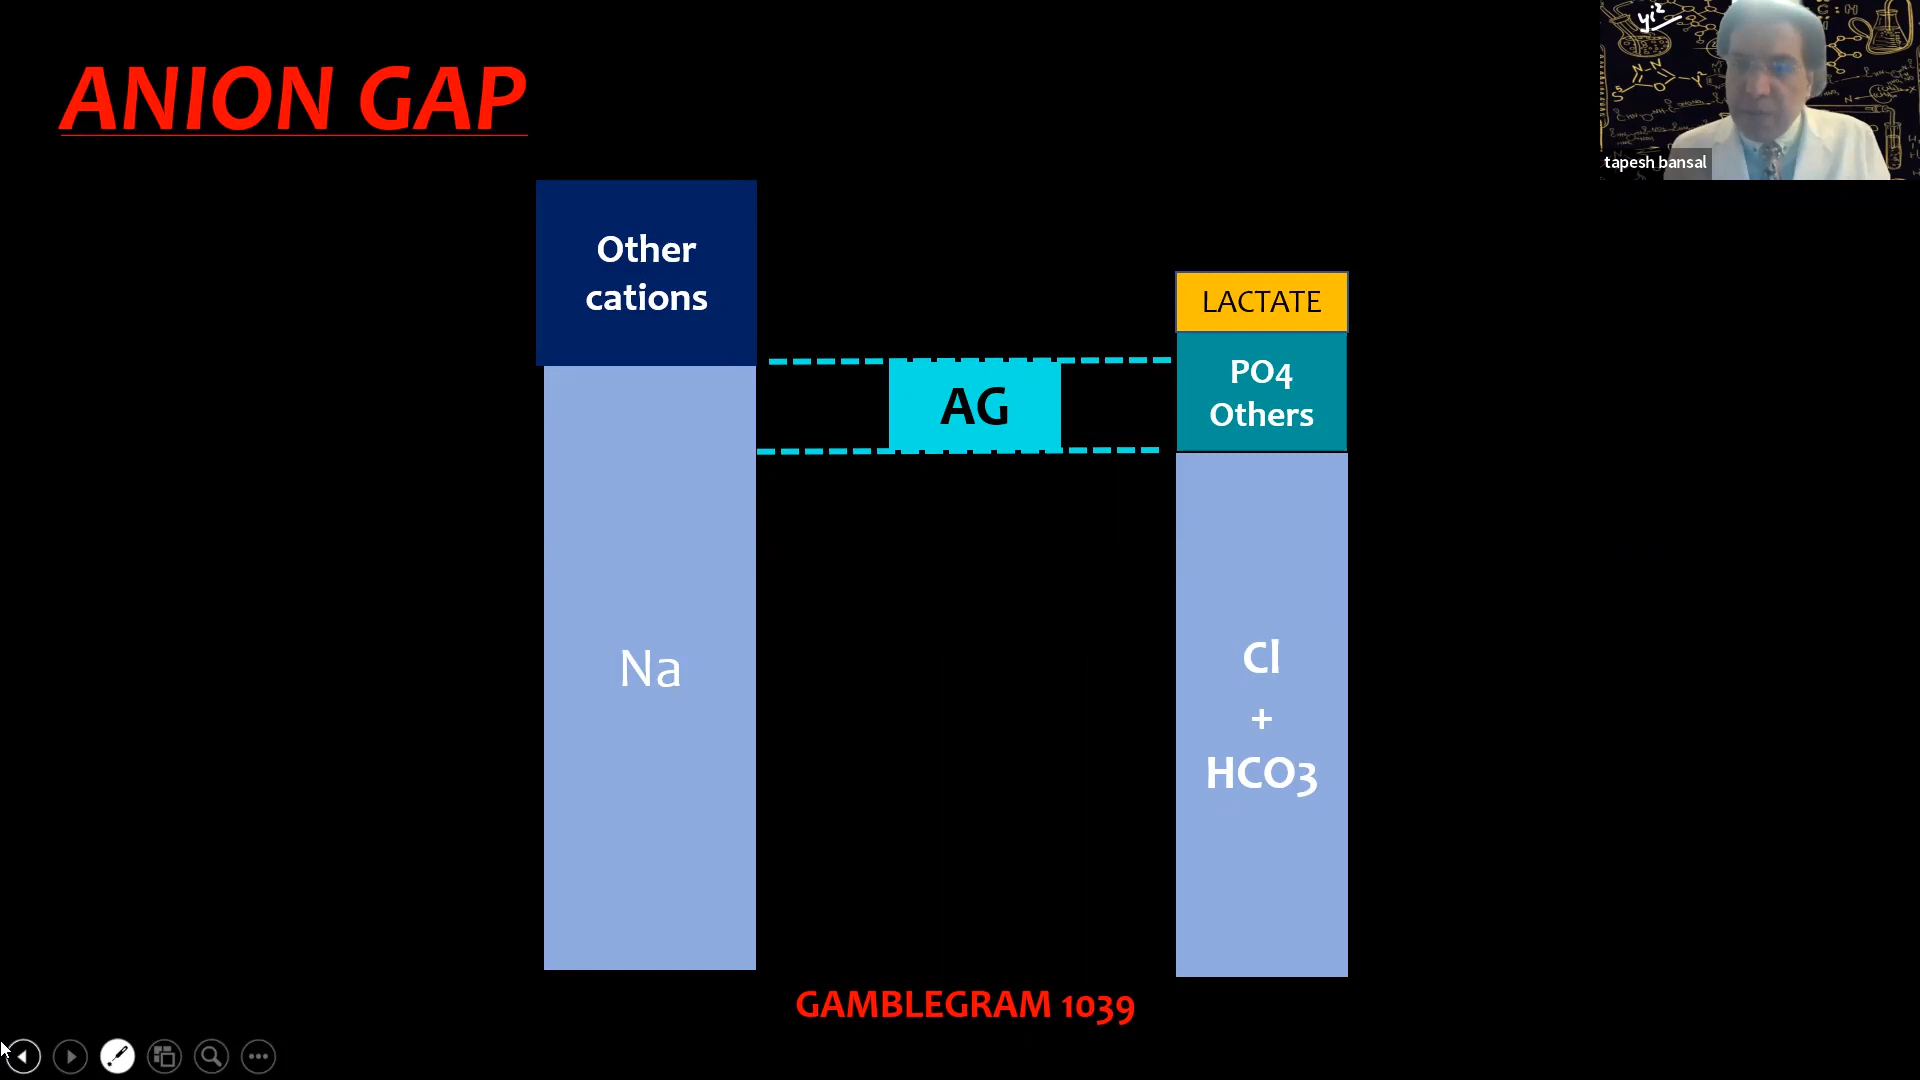 ANION GAP
tapesh bansal
Other
cations
LACTATE
PO4
Others
AG
Na
Cl
+
HCO3
GAMBLEGRAM 1039